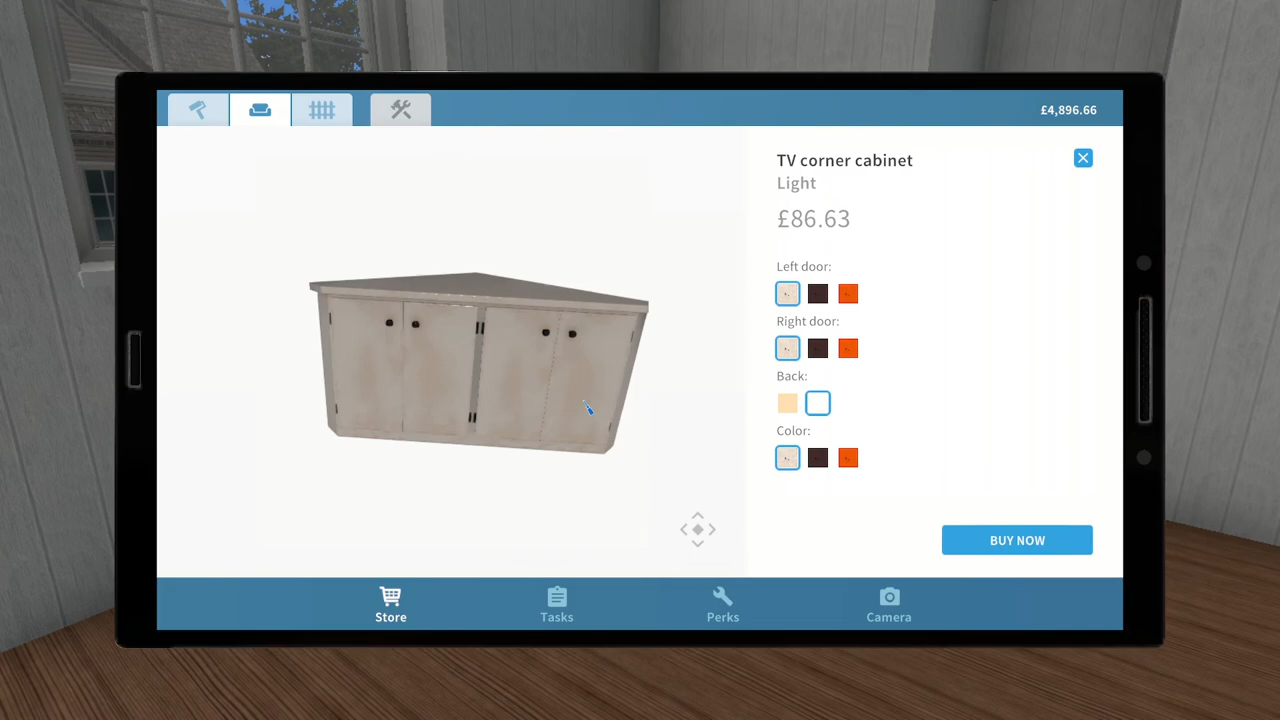 £4,896.66
TV corner cabinet
Light
£86.63
Left door:
Right door:
Back:
Color:
BUY NOW
Store
Tasks
Perks
Camera